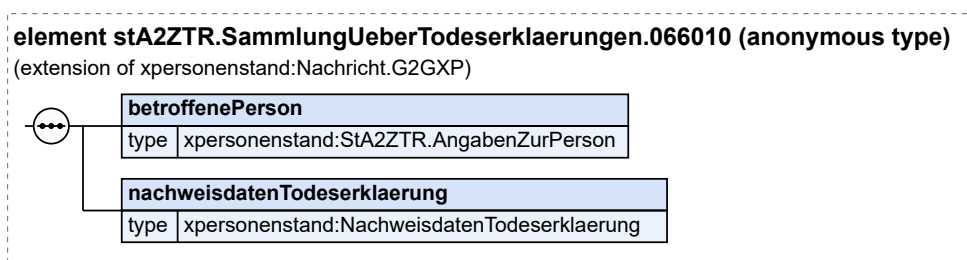 element stA2ZTR.SammlungUeberTodeserklaerungen.066010 (anonymous type)
(extension of xpersonenstand:Nachricht.G2GXP)
betroffenePerson
type xpersonenstand:StA2ZTR.AngabenZurPerson
nachweisdatenTodeserklaerung
type xpersonenstand:NachweisdatenTodeserklaerung